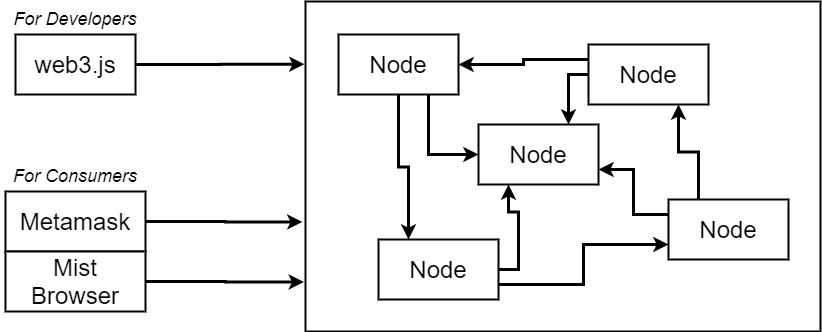 For Developers
web3.js
For Consumers
Metamask
Mist
Browser
Node
Node
Node
Node
Node